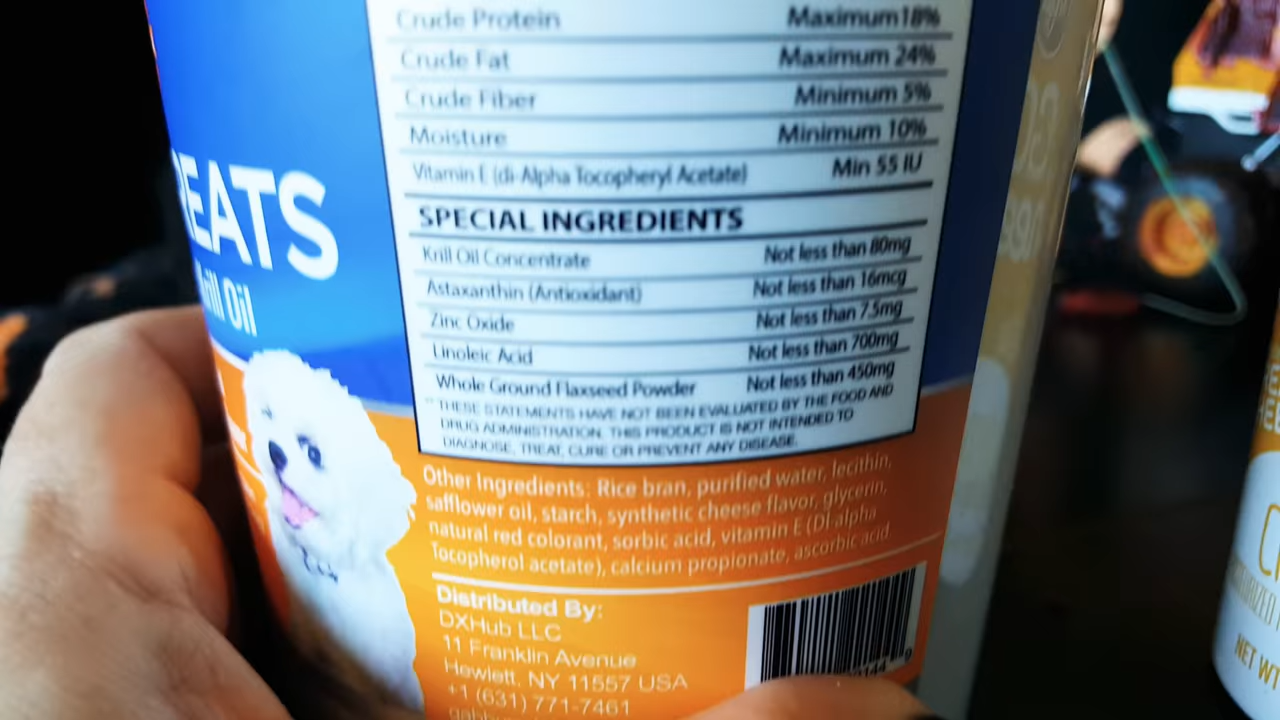 Crude Protein Maximum 18%
Crude Fat Maximum 24%
Crude Fiber Minimum 5%
Moisture Minimum 10%
Vitamin E (dl-Alpha Tocopheryl Acetate) Min 55 IU
SPECIAL INGREDIENTS
Krill Oil Concentrate Not less than 80mg
Astaxanthin (Antioxidant) Not less than 16mcg
Zinc Oxide Not less than 7.5mg
Linoleic Acid Not less than 700mg
Whole Ground Flaxseed Powder Not less than 450mg
THESE STATEMENTS HAVE NOT BEEN EVALUATED BY THE FOOD AND
DRUG ADMINISTRATION. THIS PRODUCT IS NOT INTENDED TO
DIAGNOSE, TREAT, CURE OR PREVENT ANY DISEASE.
Other Ingredients: Rice bran, purified water, lecithin,
safflower oil, starch, synthetic cheese flavor, glycerin,
natural red colorant, sorbic acid, vitamin E (Dl-alpha
Tocopherol acetate), calcium propionate, ascorbic acid
Distributed By:
DXHub LLC
11 Franklin Avenue
Hewlett. NY 11557 USA
+1 (631) 771-7461
EATS
Oil
NET WT